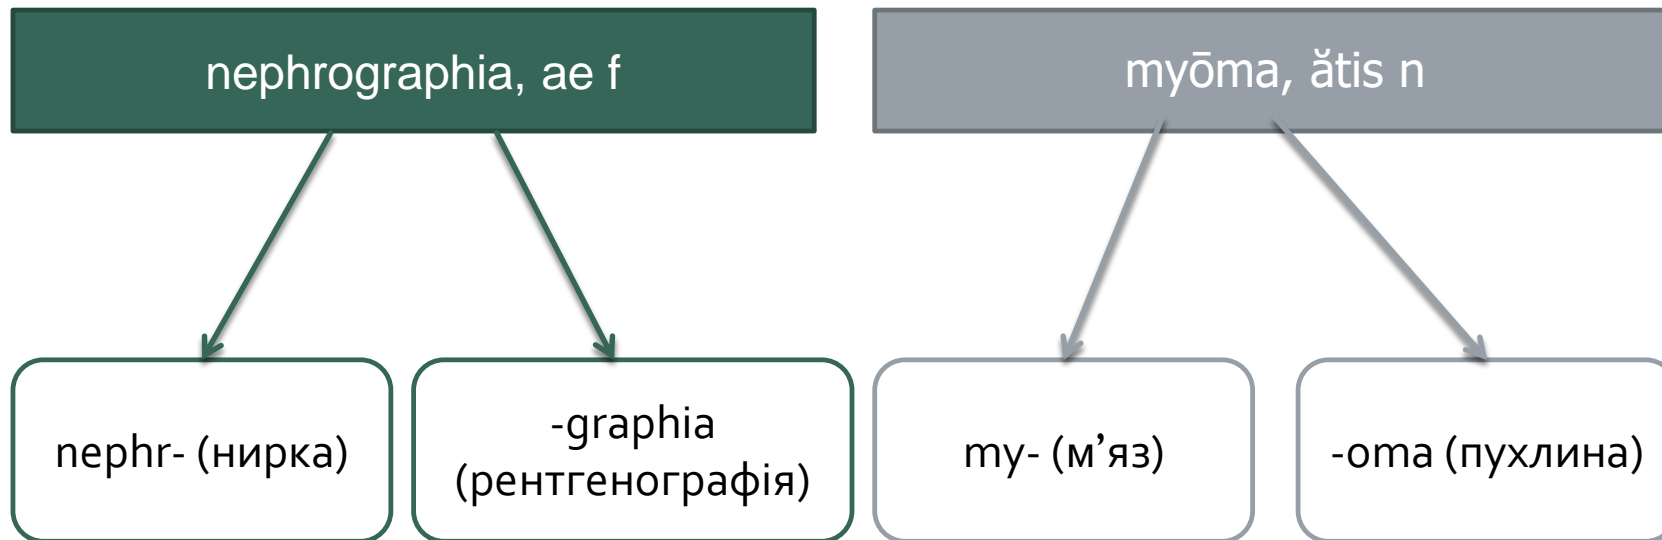 nephrographia, ae f
myōma, ătis n
nephr- (нирка)
-graphia
(рентгенографія)
my- (м’яз)
-oma (пухлина)